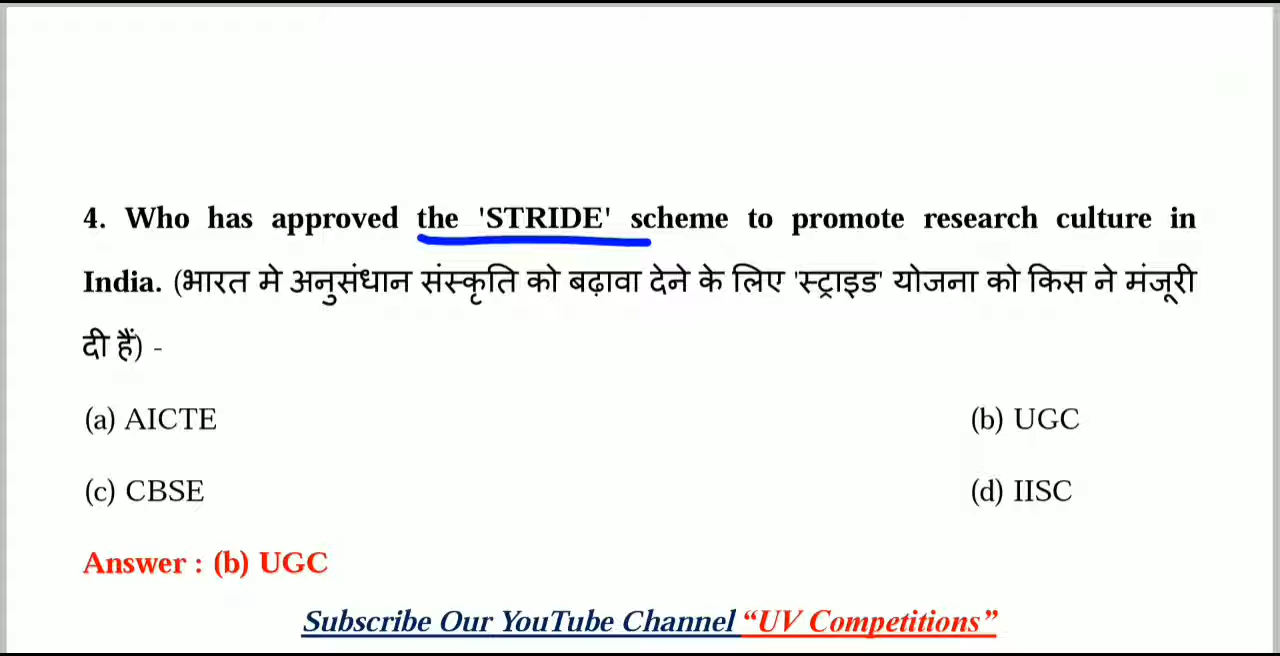 4. Who has approved the 'STRIDE' scheme to promote research culture in
India. (भारत मे अनुसंधान संस्कृति को बढ़ावा देने के लिए 'स्ट्राइड' योजना को किस ने मंजूरी
दी हैं) -
(a) AICTE (b) UGC
(c) CBSE (d) IISC
Answer : (b) UGC
Subscribe Our YouTube Channel “UV Competitions”